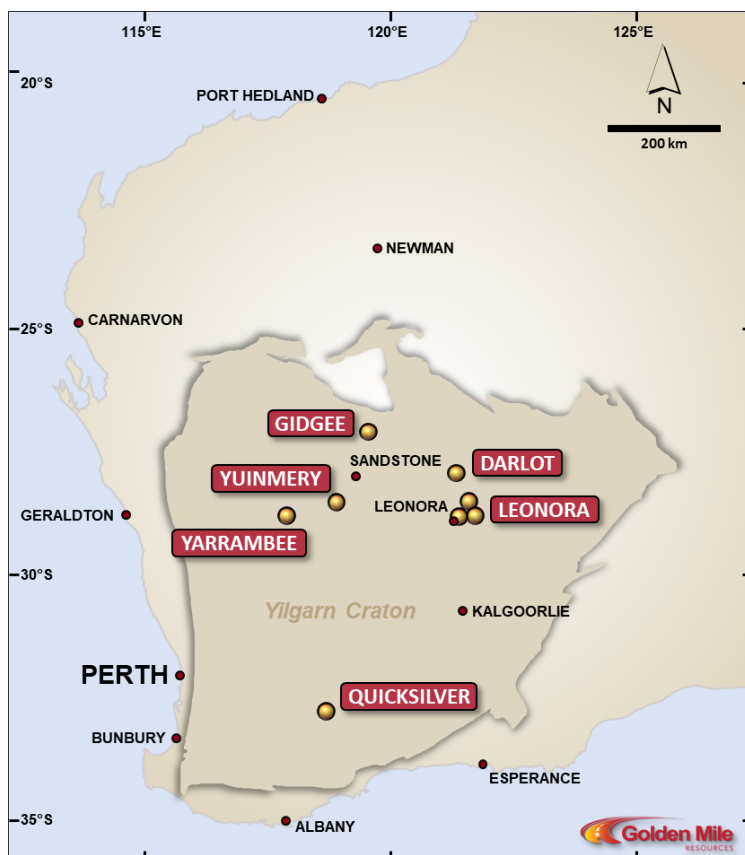 115°E
120°E
125°E
20°S
PORT HEDLAND
N
200 km
NEWMAN
25°S
CARNARVON
GIDGEE
SANDSTONE
DARLOT
YUINMERY
LEONORA
LEONORA
GERALDTON
YARRAMBEE
30°S
Yilgarn Craton
KALGOORLIE
PERTH
QUICKSILVER
BUNBURY
ESPERANCE
35°S
ALBANY
Golden Mile
RESOURCES